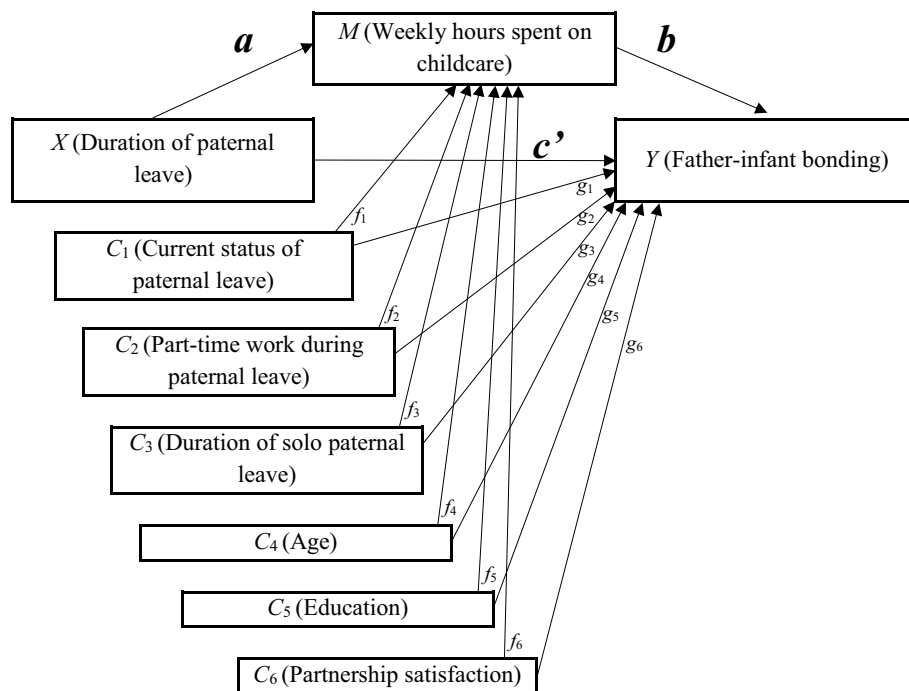 a
M (Weekly hours spent on
childcare)
b
X (Duration of paternal
leave)
c’
Y (Father-infant bonding)
g1
f1
g2
C1 (Current status of
paternal leave)
g3
g4
f2
g5
C2 (Part-time work during
paternal leave)
g6
f3
C3 (Duration of solo paternal
leave)
f4
C4 (Age)
f5
C5 (Education)
f6
C6 (Partnership satisfaction)